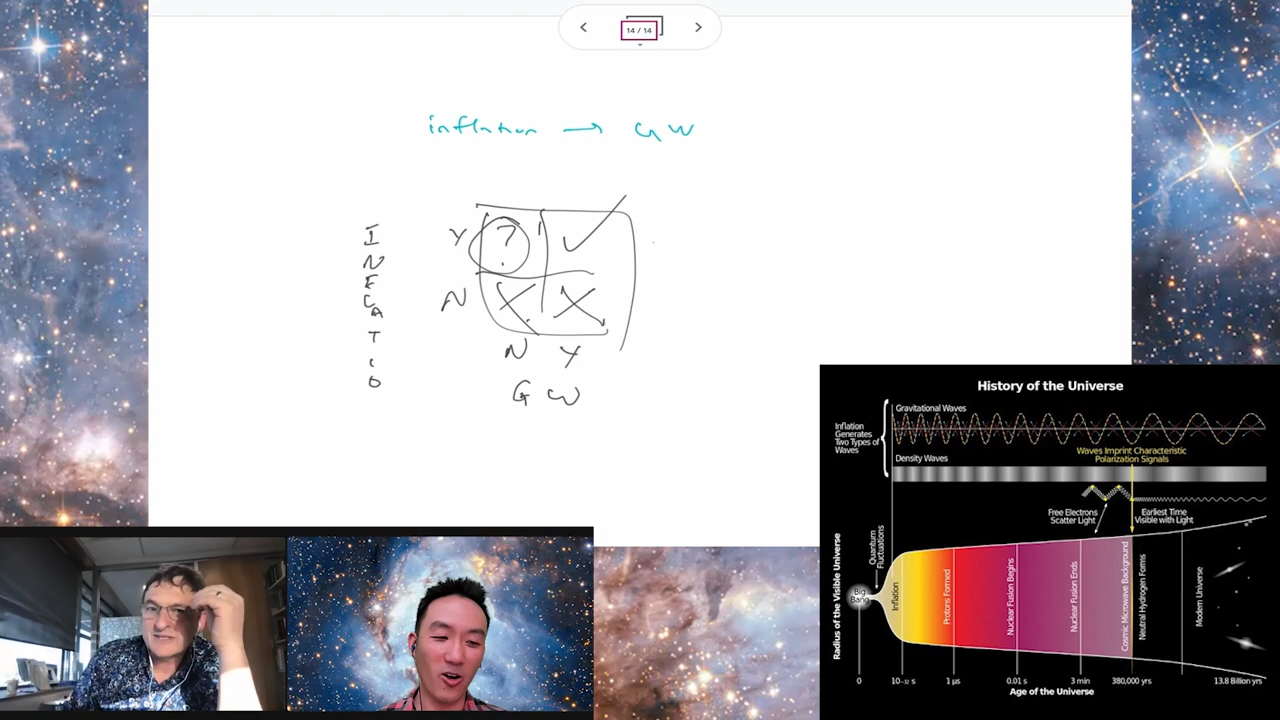 14 / 14
inflation → GW
I
N
F
L
A
T
I
O
Y ? ✓
N X X
N Y
G W
History of the Universe
Gravitational Waves
Inflation
Generates
Two Types of
Waves
Waves Imprint Characteristic
Polarization Signals
Density Waves
Free Electrons
Scatter Light
Earliest Time
Visible with Light
Radius of the Visible Universe
Quantum
Fluctuations
Big
Bang
Inflation
Protons Formed
Nuclear Fusion Begins
Nuclear Fusion Ends
Cosmic Microwave Background
Neutral Hydrogen Forms
Modern Universe
0 10-32 s 1 µs 0.01 s 3 min 380,000 yrs 13.8 Billion yrs
Age of the Universe